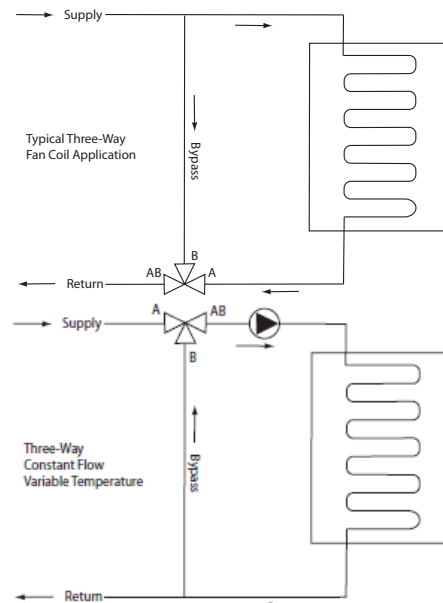 Supply
Typical Three-Way
Fan Coil Application
Bypass
B
AB
A
Return
Supply
A
AB
B
Three-Way
Constant Flow
Variable Temperature
Bypass
Return